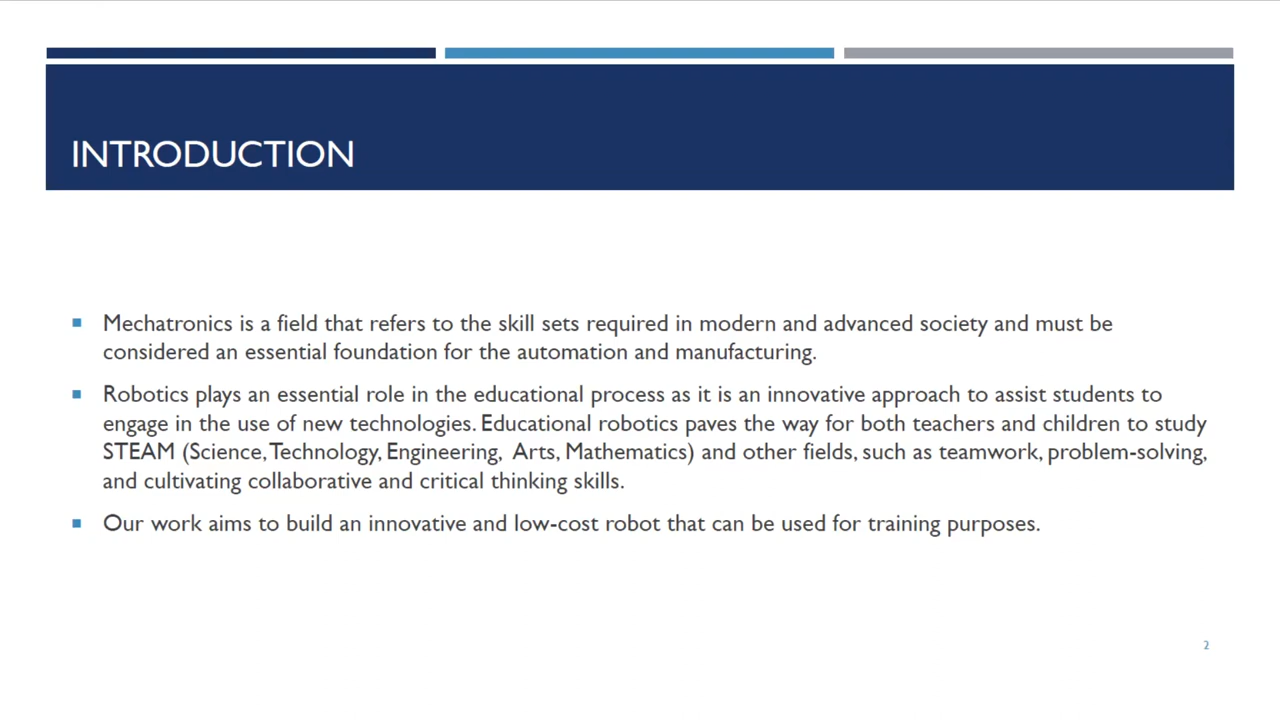 INTRODUCTION
Mechatronics is a field that refers to the skill sets required in modern and advanced society and must be
considered an essential foundation for the automation and manufacturing.
Robotics plays an essential role in the educational process as it is an innovative approach to assist students to
engage in the use of new technologies. Educational robotics paves the way for both teachers and children to study
STEAM (Science, Technology, Engineering, Arts, Mathematics) and other fields, such as teamwork, problem-solving,
and cultivating collaborative and critical thinking skills.
Our work aims to build an innovative and low-cost robot that can be used for training purposes.
2